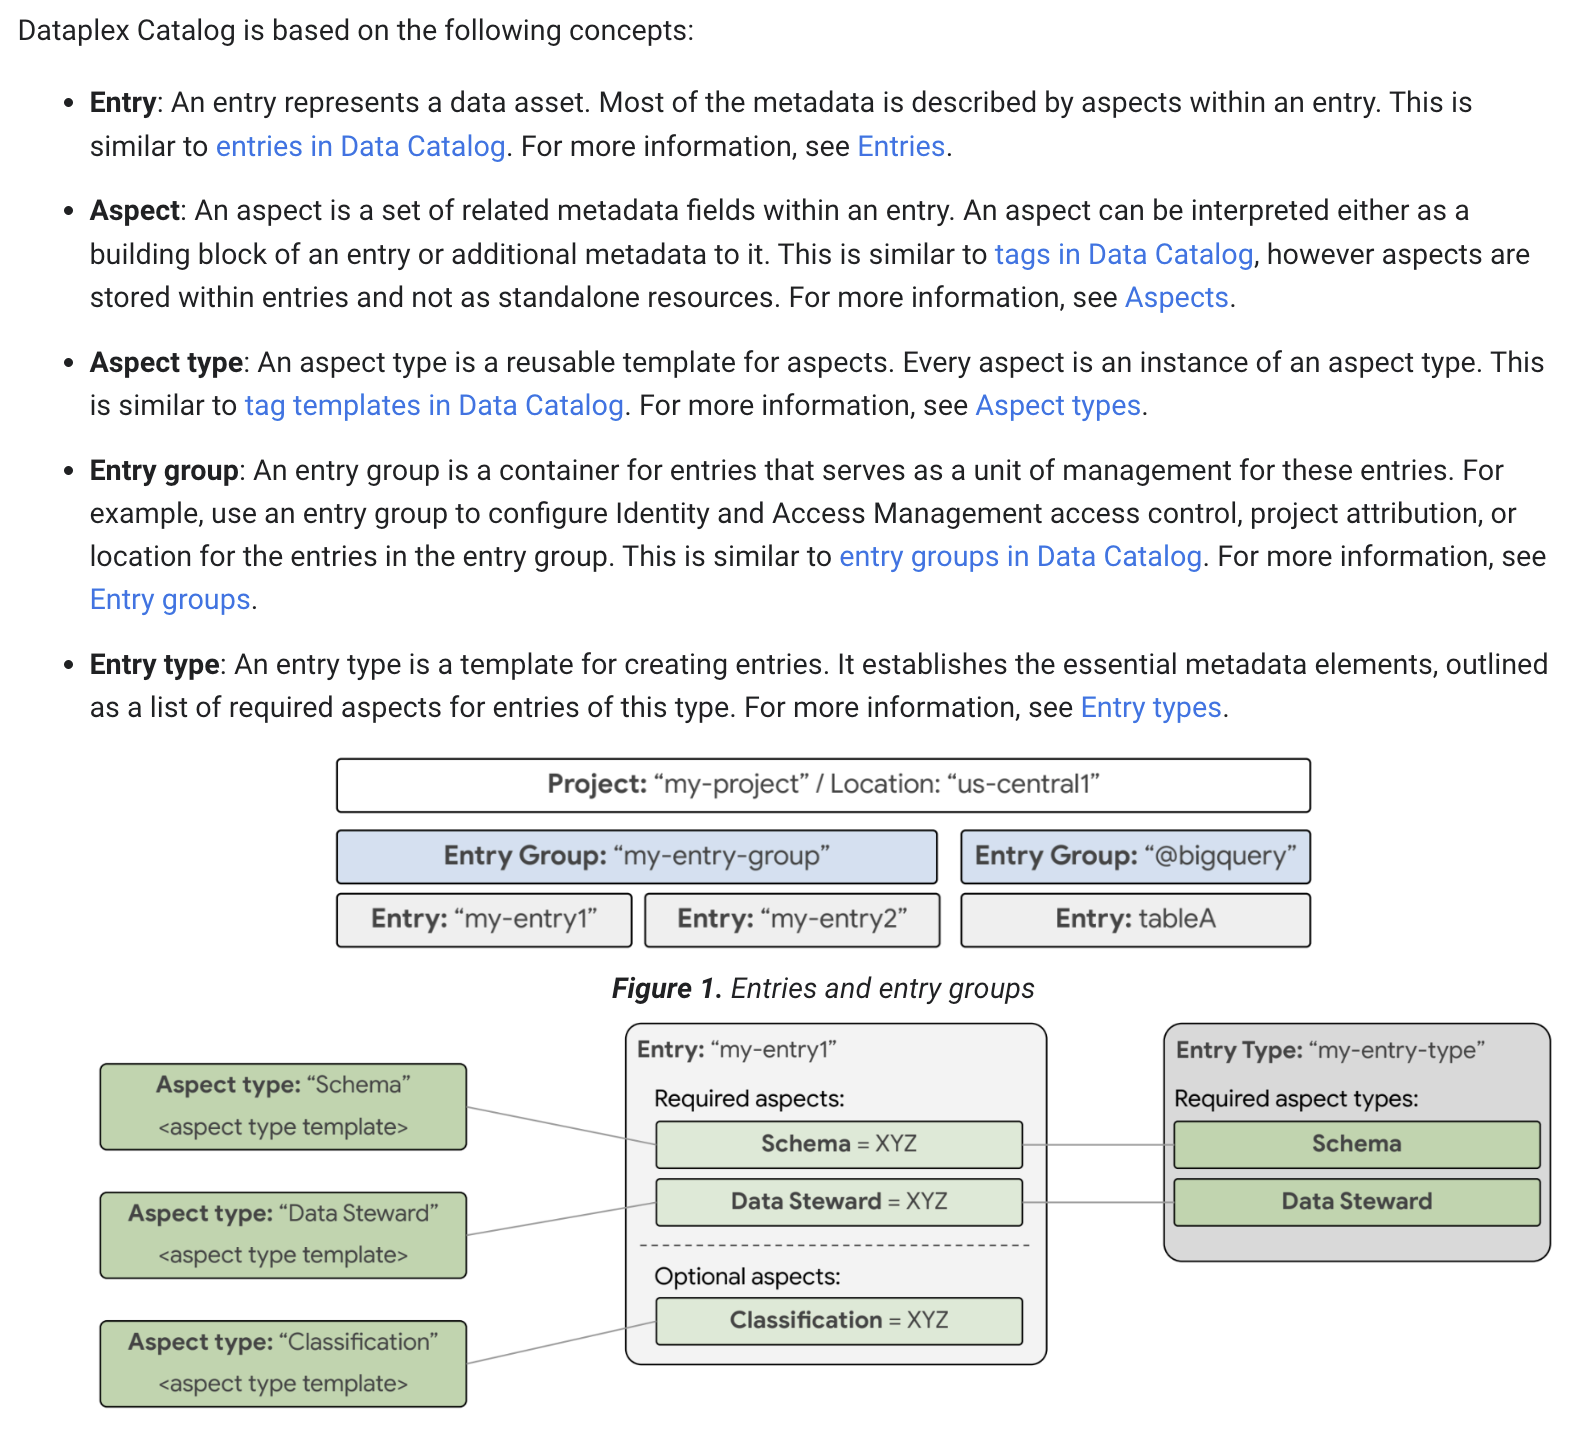 Dataplex Catalog is based on the following concepts:
• Entry: An entry represents a data asset. Most of the metadata is described by aspects within an entry. This is
similar to entries in Data Catalog. For more information, see Entries.
• Aspect: An aspect is a set of related metadata fields within an entry. An aspect can be interpreted either as a
building block of an entry or additional metadata to it. This is similar to tags in Data Catalog, however aspects are
stored within entries and not as standalone resources. For more information, see Aspects.
• Aspect type: An aspect type is a reusable template for aspects. Every aspect is an instance of an aspect type. This
is similar to tag templates in Data Catalog. For more information, see Aspect types.
• Entry group: An entry group is a container for entries that serves as a unit of management for these entries. For
example, use an entry group to configure Identity and Access Management access control, project attribution, or
location for the entries in the entry group. This is similar to entry groups in Data Catalog. For more information, see
Entry groups.
• Entry type: An entry type is a template for creating entries. It establishes the essential metadata elements, outlined
as a list of required aspects for entries of this type. For more information, see Entry types.
Project: “my-project” / Location: “us-central1”
Entry Group: “my-entry-group”
Entry Group: “@bigquery”
Entry: “my-entry1”
Entry: “my-entry2”
Entry: tableA
Figure 1. Entries and entry groups
Aspect type: “Schema”
<aspect type template>
Aspect type: “Data Steward”
<aspect type template>
Aspect type: “Classification”
<aspect type template>
Entry: “my-entry1”
Required aspects:
Schema = XYZ
Data Steward = XYZ
Optional aspects:
Classification = XYZ
Entry Type: “my-entry-type”
Required aspect types:
Schema
Data Steward